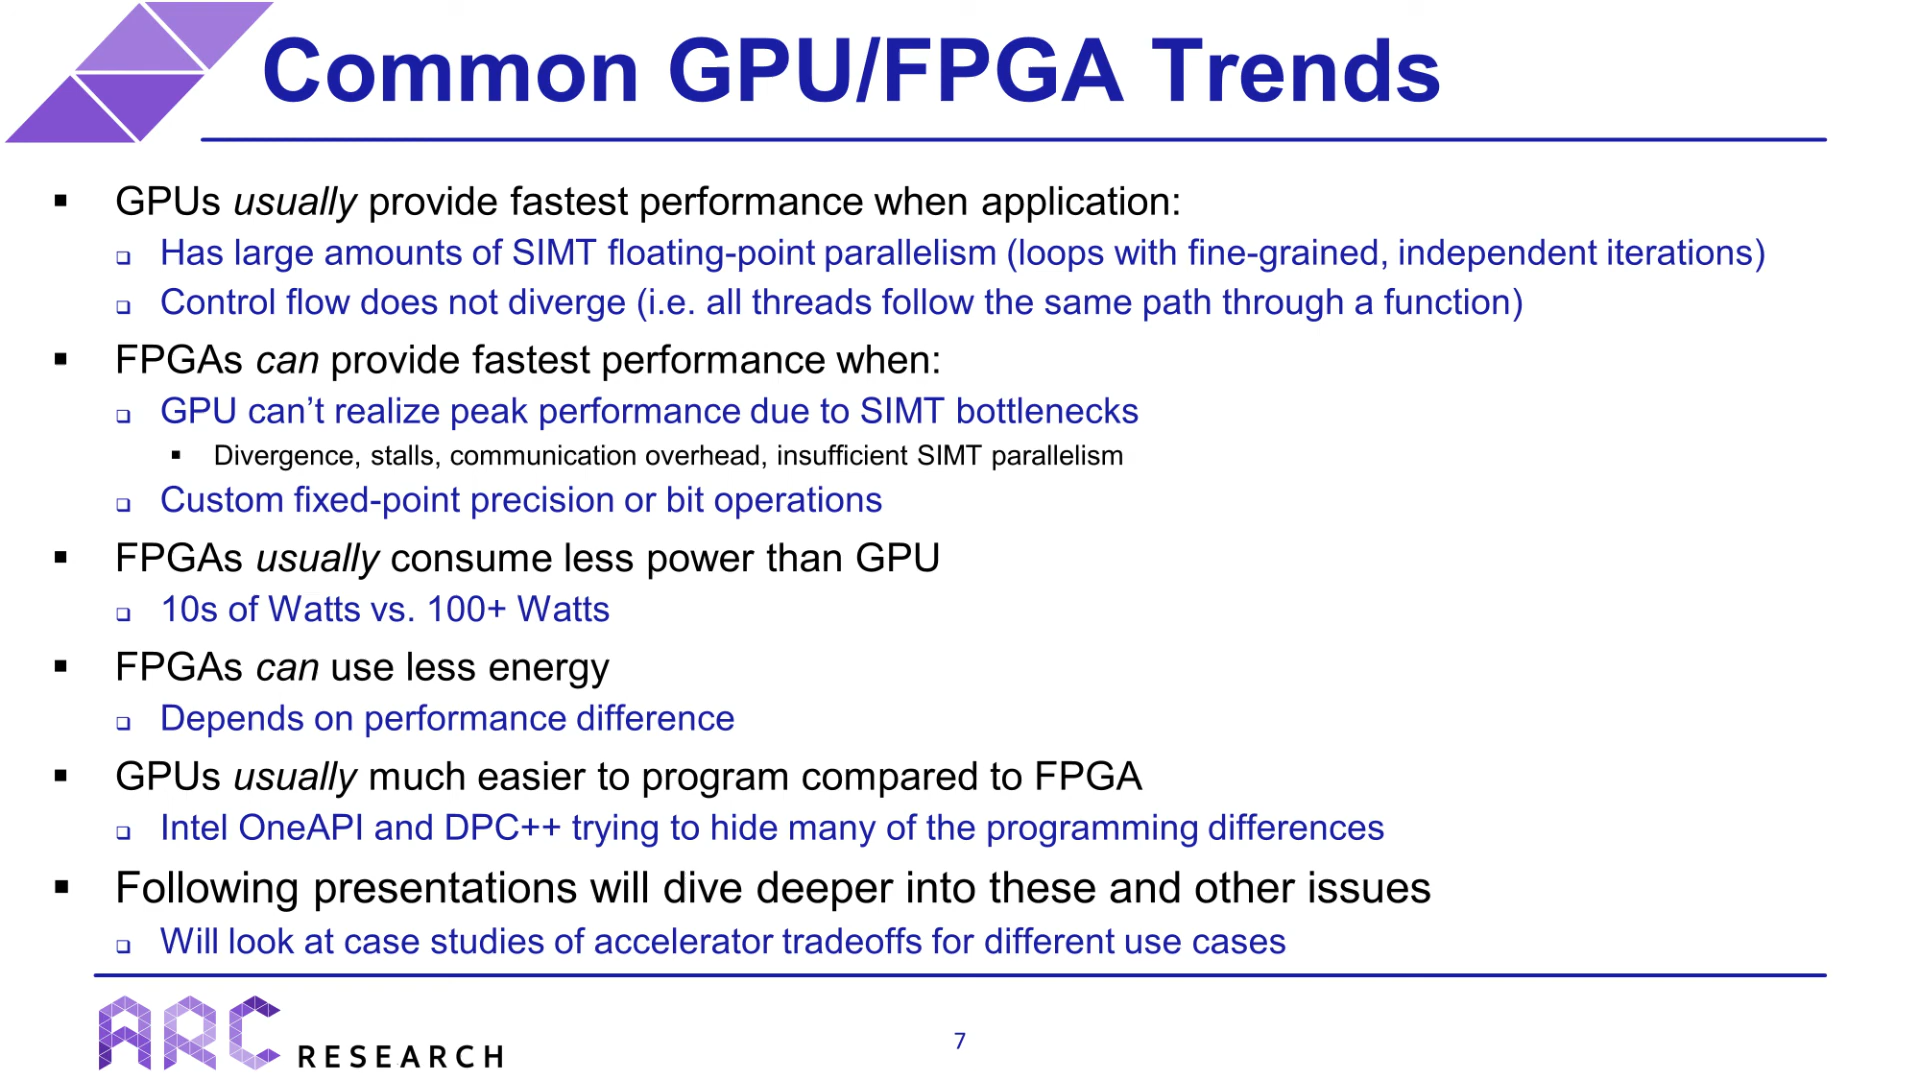 Common GPU/FPGA Trends
▪ GPUs usually provide fastest performance when application:
❑ Has large amounts of SIMT floating-point parallelism (loops with fine-grained, independent iterations)
❑ Control flow does not diverge (i.e. all threads follow the same path through a function)
▪ FPGAs can provide fastest performance when:
❑ GPU can’t realize peak performance due to SIMT bottlenecks
▪ Divergence, stalls, communication overhead, insufficient SIMT parallelism
❑ Custom fixed-point precision or bit operations
▪ FPGAs usually consume less power than GPU
❑ 10s of Watts vs. 100+ Watts
▪ FPGAs can use less energy
❑ Depends on performance difference
▪ GPUs usually much easier to program compared to FPGA
❑ Intel OneAPI and DPC++ trying to hide many of the programming differences
▪ Following presentations will dive deeper into these and other issues
❑ Will look at case studies of accelerator tradeoffs for different use cases
ARC RESEARCH
7